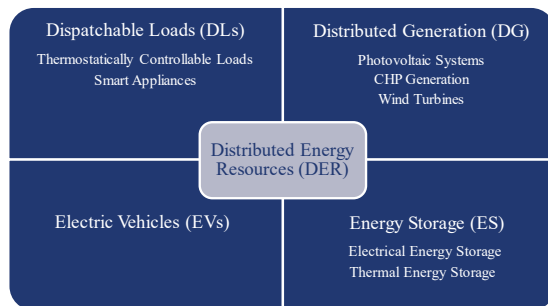 Dispatchable Loads (DLs)
Thermostatically Controllable Loads
Smart Appliances
Distributed Generation (DG)
Photovoltaic Systems
CHP Generation
Wind Turbines
Distributed Energy
Resources (DER)
Electric Vehicles (EVs)
Energy Storage (ES)
Electrical Energy Storage
Thermal Energy Storage